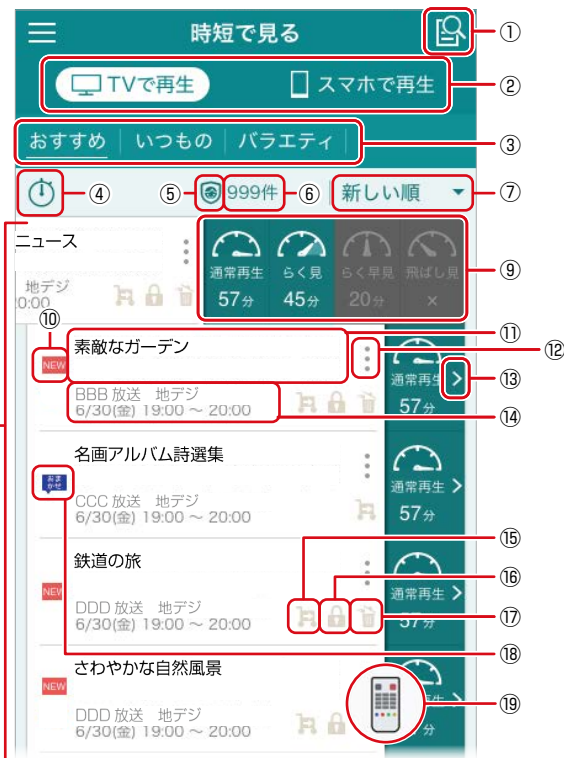 時短で見る ①
TVで再生 スマホで再生 ②
おすすめ いつもの バラエティ ③
④ ⑤ 999件 ⑥ 新しい順 ⑦
ニュース
地デジ
0:00
通常再生 らく見 らく早見 飛ばし見 ⑨
57分 45分 20分 ×
⑩ ⑪ ⑫
NEW 素敵なガーデン
BBB 放送 地デジ
6/30(金) 19:00 ～ 20:00
通常再生 ⑬
57分
⑭
おまかせ 名画アルバム詩選集
CCC 放送 地デジ
6/30(金) 19:00 ～ 20:00
通常再生
57分
⑮
NEW 鉄道の旅
⑯
DDD 放送 地デジ
6/30(金) 19:00 ～ 20:00
通常再生
57分
⑰
⑱
NEW さわやかな自然風景
DDD 放送 地デジ
6/30(金) 19:00 ～ 20:00
⑲
分